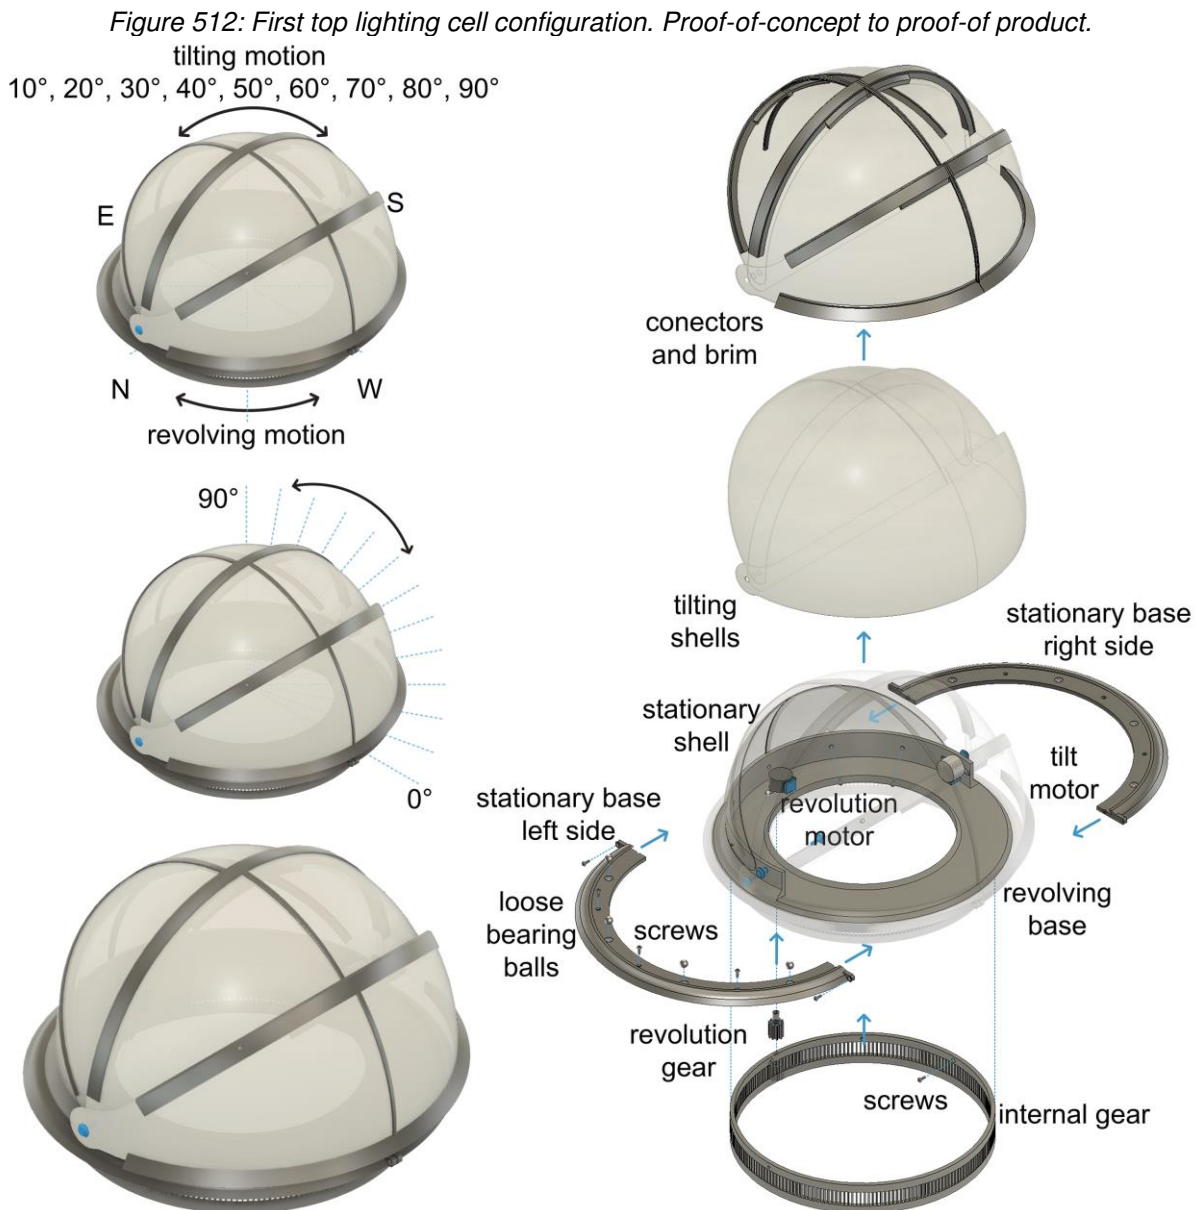 Figure 512: First top lighting cell configuration. Proof-of-concept to proof-of product.
tilting motion
10°, 20°, 30°, 40°, 50°, 60°, 70°, 80°, 90°
E
S
N
W
revolving motion
90°
0°
conectors
and brim
tilting
shells
stationary base
right side
stationary
shell
tilt
motor
revolution
motor
stationary base
left side
loose
bearing
balls
screws
revolving
base
revolution
gear
screws
internal gear